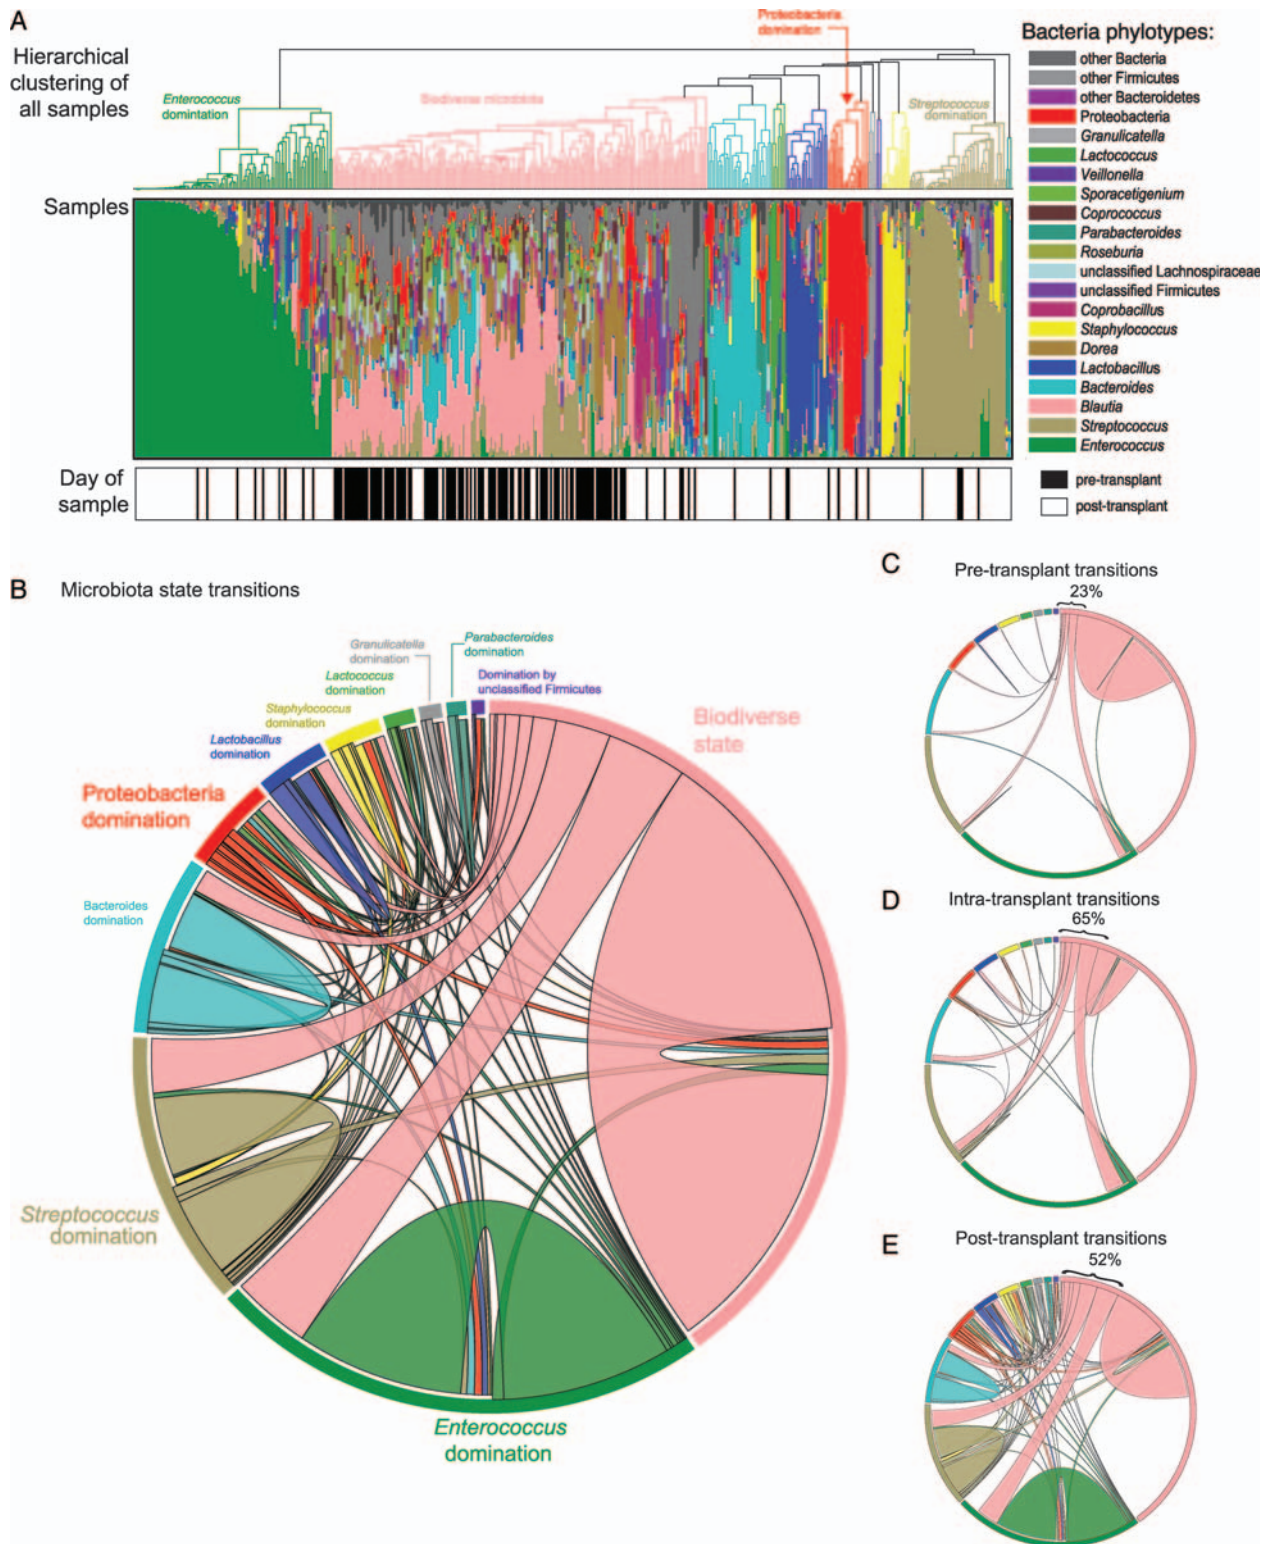 A
Hierarchical
clustering of
all samples
Enterococcus
domintation
Biodiverse microbiota
Proteobacteria
domination
Streptococcus
domination
Samples
Day of
sample
Bacteria phylotypes:
other Bacteria
other Firmicutes
other Bacteroidetes
Proteobacteria
Granulicatella
Lactococcus
Veillonella
Sporacetigenium
Coprococcus
Parabacteroides
Roseburia
unclassified Lachnospiraceae
unclassified Firmicutes
Coprobacillus
Staphylococcus
Dorea
Lactobacillus
Bacteroides
Blautia
Streptococcus
Enterococcus
pre-transplant
post-transplant
B
Microbiota state transitions
Granulicatella
domination
Parabacteroides
domination
Lactococcus
domination
Domination by
unclassified Firmicutes
Staphylococcus
domination
Lactobacillus
domination
Biodiverse
state
Proteobacteria
domination
Bacteroides
domination
Streptococcus
domination
Enterococcus
domination
C
Pre-transplant transitions
23%
D
Intra-transplant transitions
65%
E
Post-transplant transitions
52%